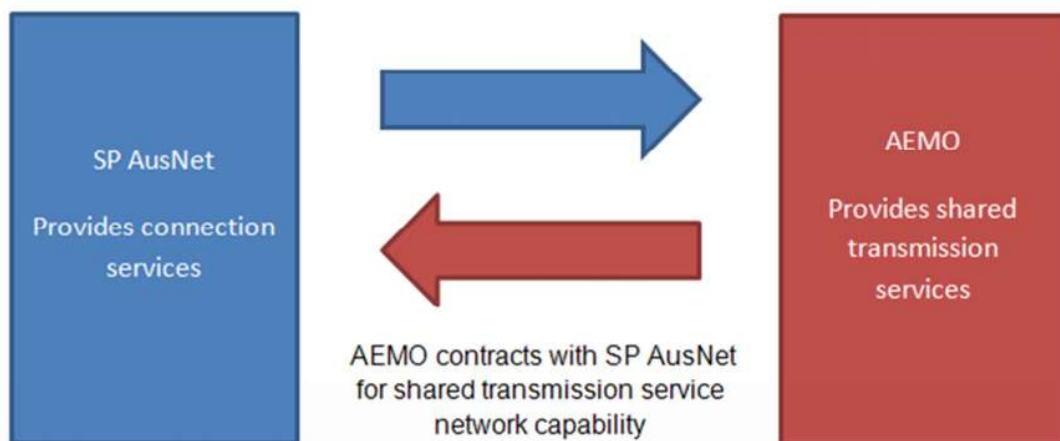 SP AusNet
Provides connection
services
AEMO
Provides shared
transmission
services
AEMO contracts with SP AusNet
for shared transmission service
network capability